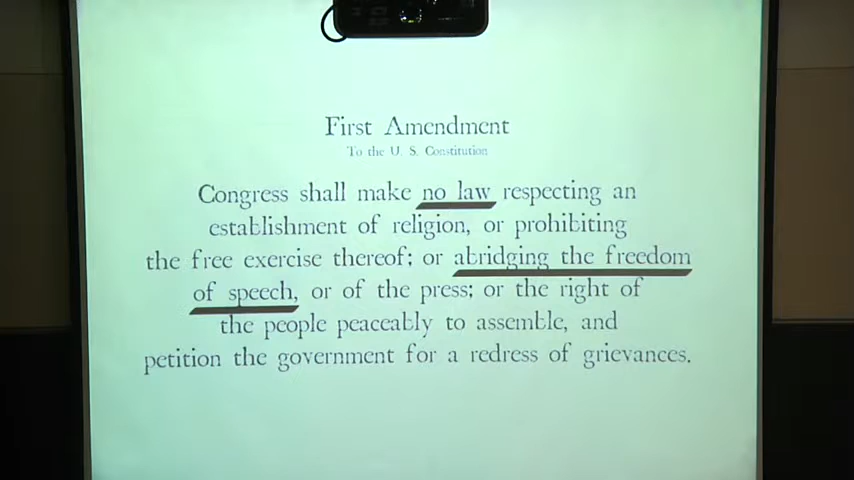 First Amendment
To the U. S. Constitution
Congress shall make no law respecting an
establishment of religion, or prohibiting
the free exercise thereof; or abridging the freedom
of speech, or of the press; or the right of
the people peaceably to assemble, and
petition the government for a redress of grievances.